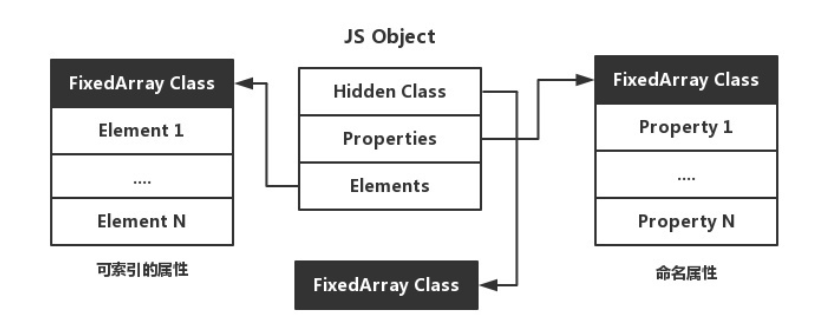 JS Object
FixedArray Class
Element 1
....
Element N
可索引的属性
Hidden Class
Properties
Elements
FixedArray Class
FixedArray Class
Property 1
....
Property N
命名属性